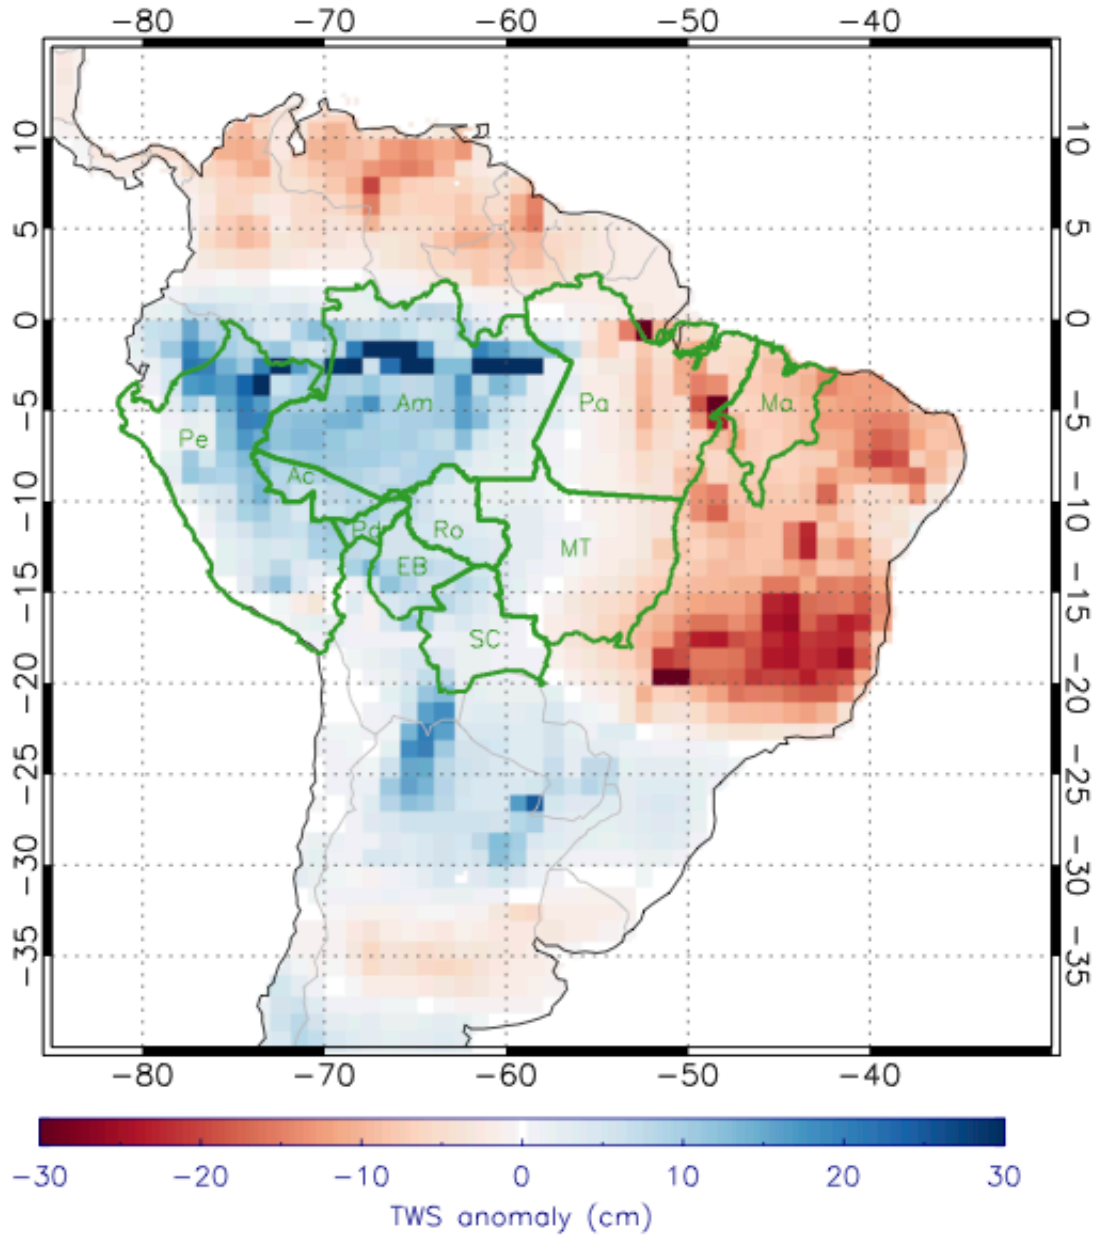 −80 −70 −60 −50 −40
10 10
5 5
0 0
−5 −5
−10 −10
−15 −15
−20 −20
−25 −25
−30 −30
−35 −35
Am
Pa
Ma
Pe
Ac
Pd
Ro
MT
EB
SC
−80 −70 −60 −50 −40
−30 −20 −10 0 10 20 30
TWS anomaly (cm)